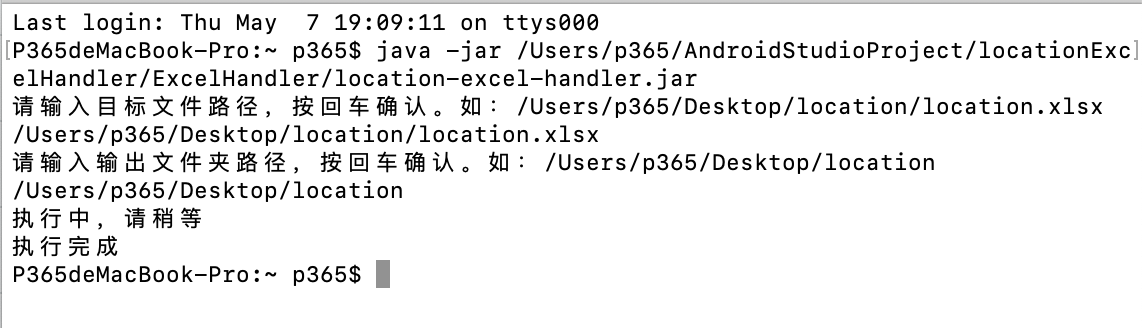 Last login: Thu May  7 19:09:11 on ttys000
[P365deMacBook-Pro:~ p365$ java -jar /Users/p365/AndroidStudioProject/locationExc]
elHandler/ExcelHandler/location-excel-handler.jar
请输入目标文件路径，按回车确认。如：/Users/p365/Desktop/location/location.xlsx
/Users/p365/Desktop/location/location.xlsx
请输入输出文件夹路径，按回车确认。如：/Users/p365/Desktop/location
/Users/p365/Desktop/location
执行中，请稍等
执行完成
P365deMacBook-Pro:~ p365$